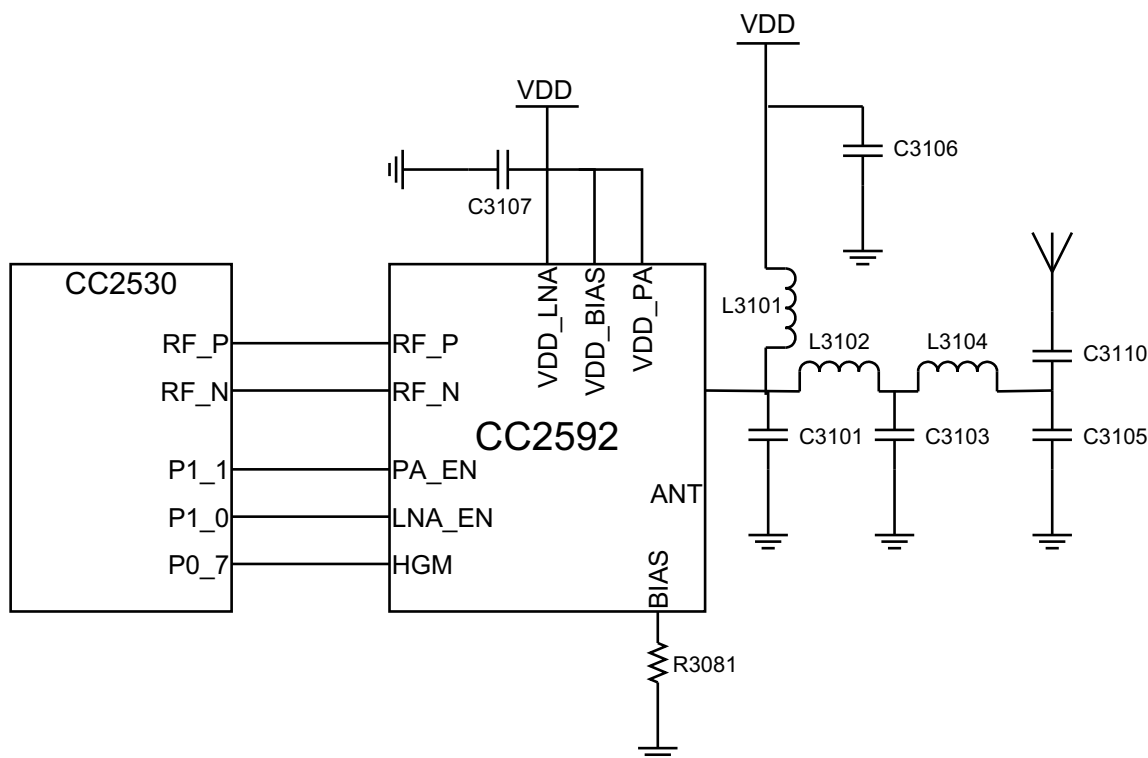 VDD
VDD
C3106
C3107
CC2530
VDD_LNA
VDD_BIAS
VDD_PA
L3101
RF_P
RF_P
L3102
L3104
C3110
RF_N
RF_N
CC2592
C3101
C3103
C3105
P1_1
PA_EN
ANT
P1_0
LNA_EN
P0_7
HGM
BIAS
R3081